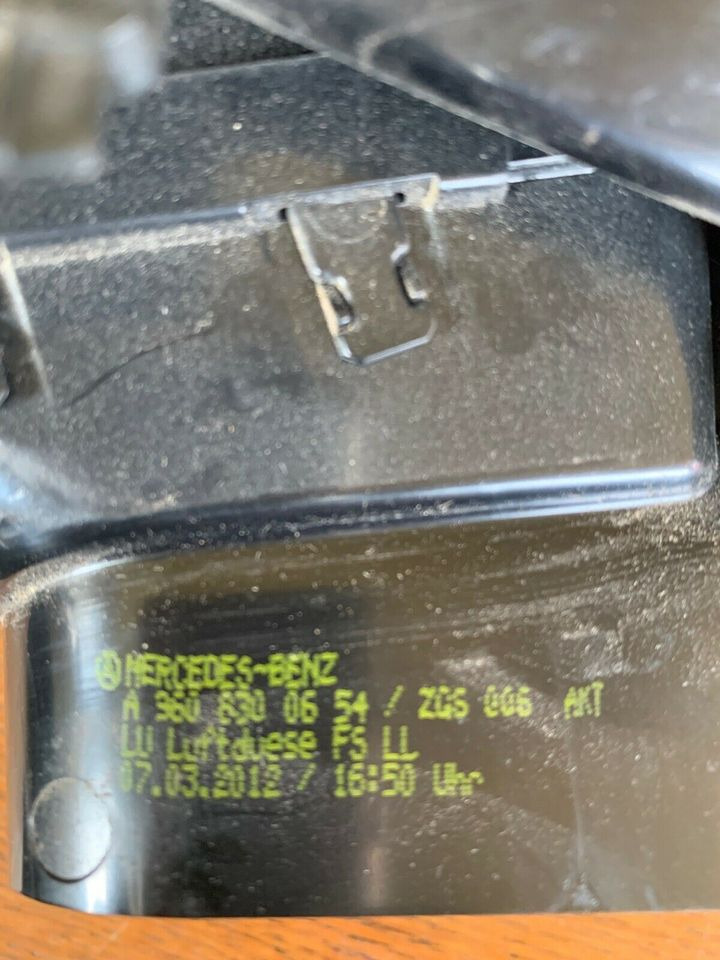 MERCEDES-BENZ
A 960 830 06 54 / ZGS 006 AKT
LU Luftduese FS LL
07.03.2012 / 16:50 Uhr